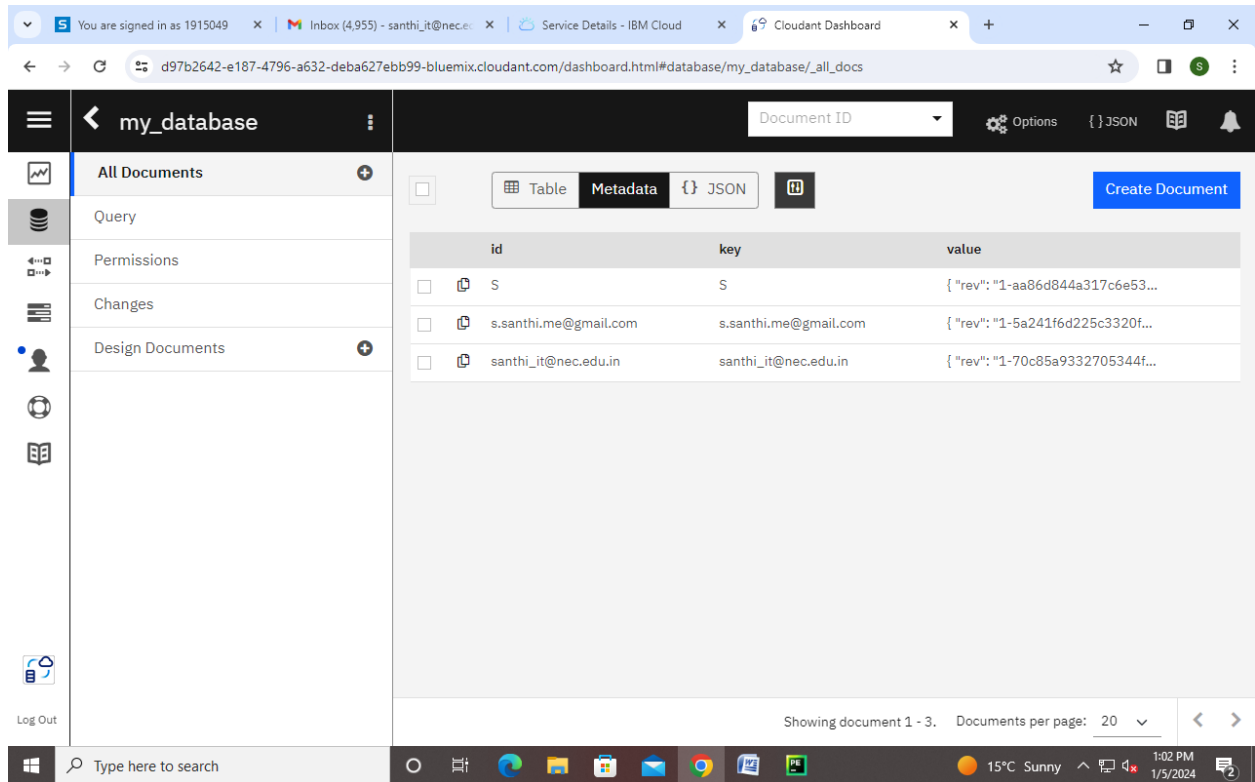 S You are signed in as 1915049
Inbox (4,955) - santhi_it@nec.ec
Service Details - IBM Cloud
Cloudant Dashboard
d97b2642-e187-4796-a632-deba627ebb99-bluemix.cloudant.com/dashboard.html#database/my_database/_all_docs
S
my_database
Document ID
Options
{ } JSON
All Documents
Query
Permissions
Changes
Design Documents
Table
Metadata
{} JSON
Create Document
id key value
S S { "rev": "1-aa86d844a317c6e53...
s.santhi.me@gmail.com s.santhi.me@gmail.com { "rev": "1-5a241f6d225c3320f...
santhi_it@nec.edu.in santhi_it@nec.edu.in { "rev": "1-70c85a9332705344f...
Log Out
Showing document 1 - 3. Documents per page: 20
Type here to search
PE
15°C Sunny
1:02 PM
1/5/2024
2